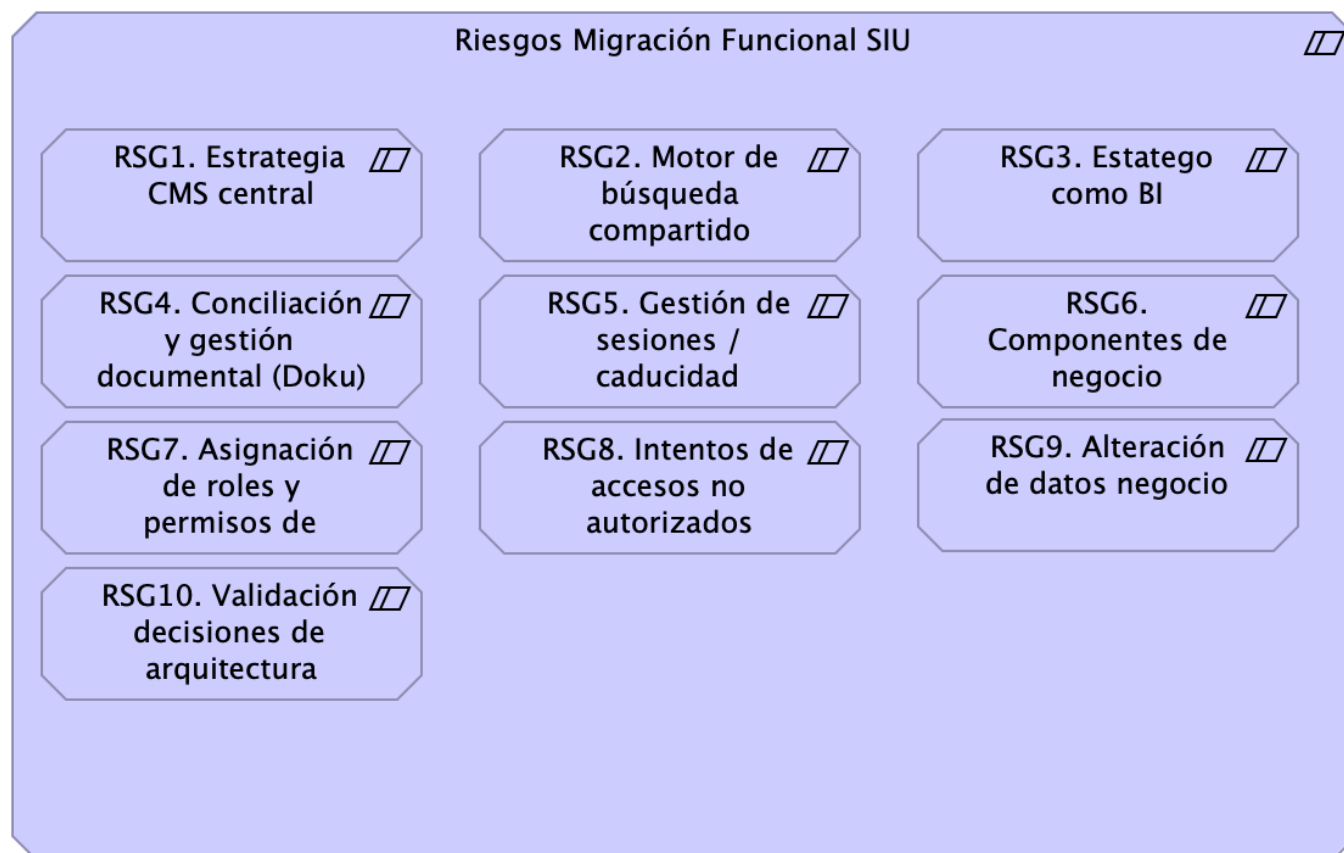 Riesgos Migración Funcional SIU
RSG1. Estrategia
CMS central
RSG2. Motor de
búsqueda
compartido
RSG3. Estatego
como BI
RSG4. Conciliación
y gestión
documental (Doku)
RSG5. Gestión de
sesiones /
caducidad
RSG6.
Componentes de
negocio
RSG7. Asignación
de roles y
permisos de
RSG8. Intentos de
accesos no
autorizados
RSG9. Alteración
de datos negocio
RSG10. Validación
decisiones de
arquitectura